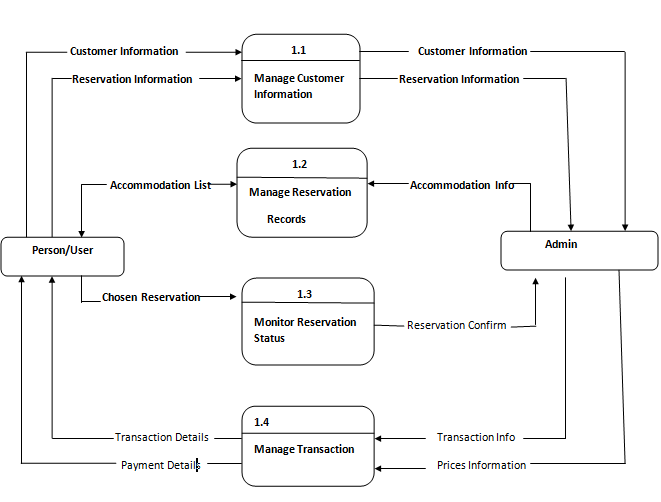 1.1
Customer Information
Customer Information
Reservation Information
Manage Customer
Information
Reservation Information
1.2
Accommodation List
Manage Reservation
Records
Accommodation Info
Person/User
Admin
1.3
Chosen Reservation
Monitor Reservation
Status
Reservation Confirm
1.4
Transaction Details
Manage Transaction
Transaction Info
Payment Details
Prices Information